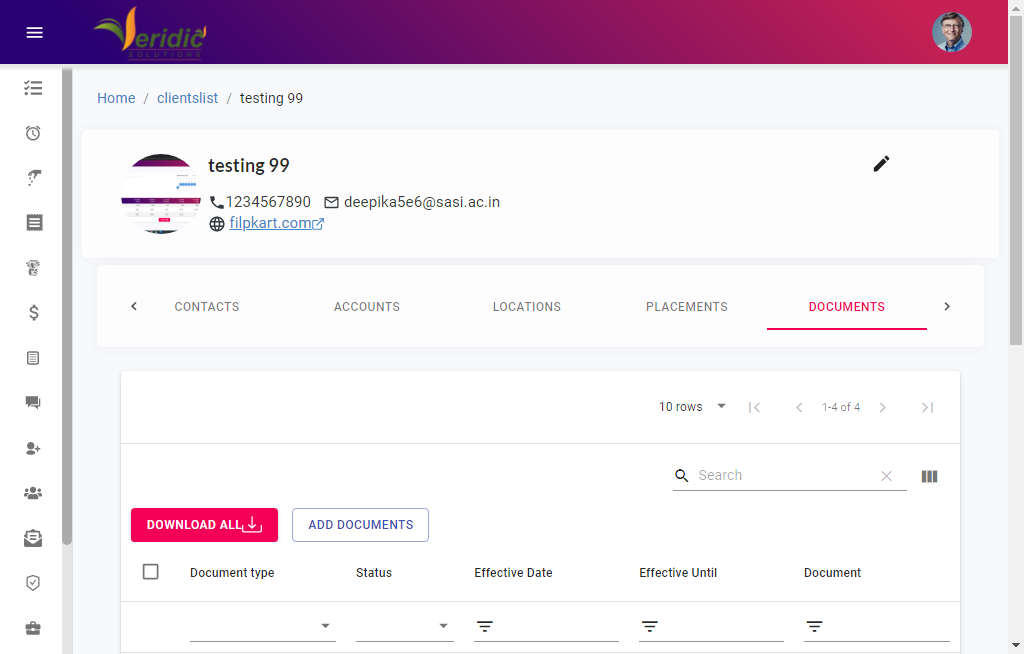 Veridic
SOLUTIONS
Home / clientslist / testing 99
testing 99
1234567890 deepika5e6@sasi.ac.in
filpkart.com
CONTACTS ACCOUNTS LOCATIONS PLACEMENTS DOCUMENTS
10 rows 1-4 of 4
Search
DOWNLOAD ALL ADD DOCUMENTS
Document type Status Effective Date Effective Until Document